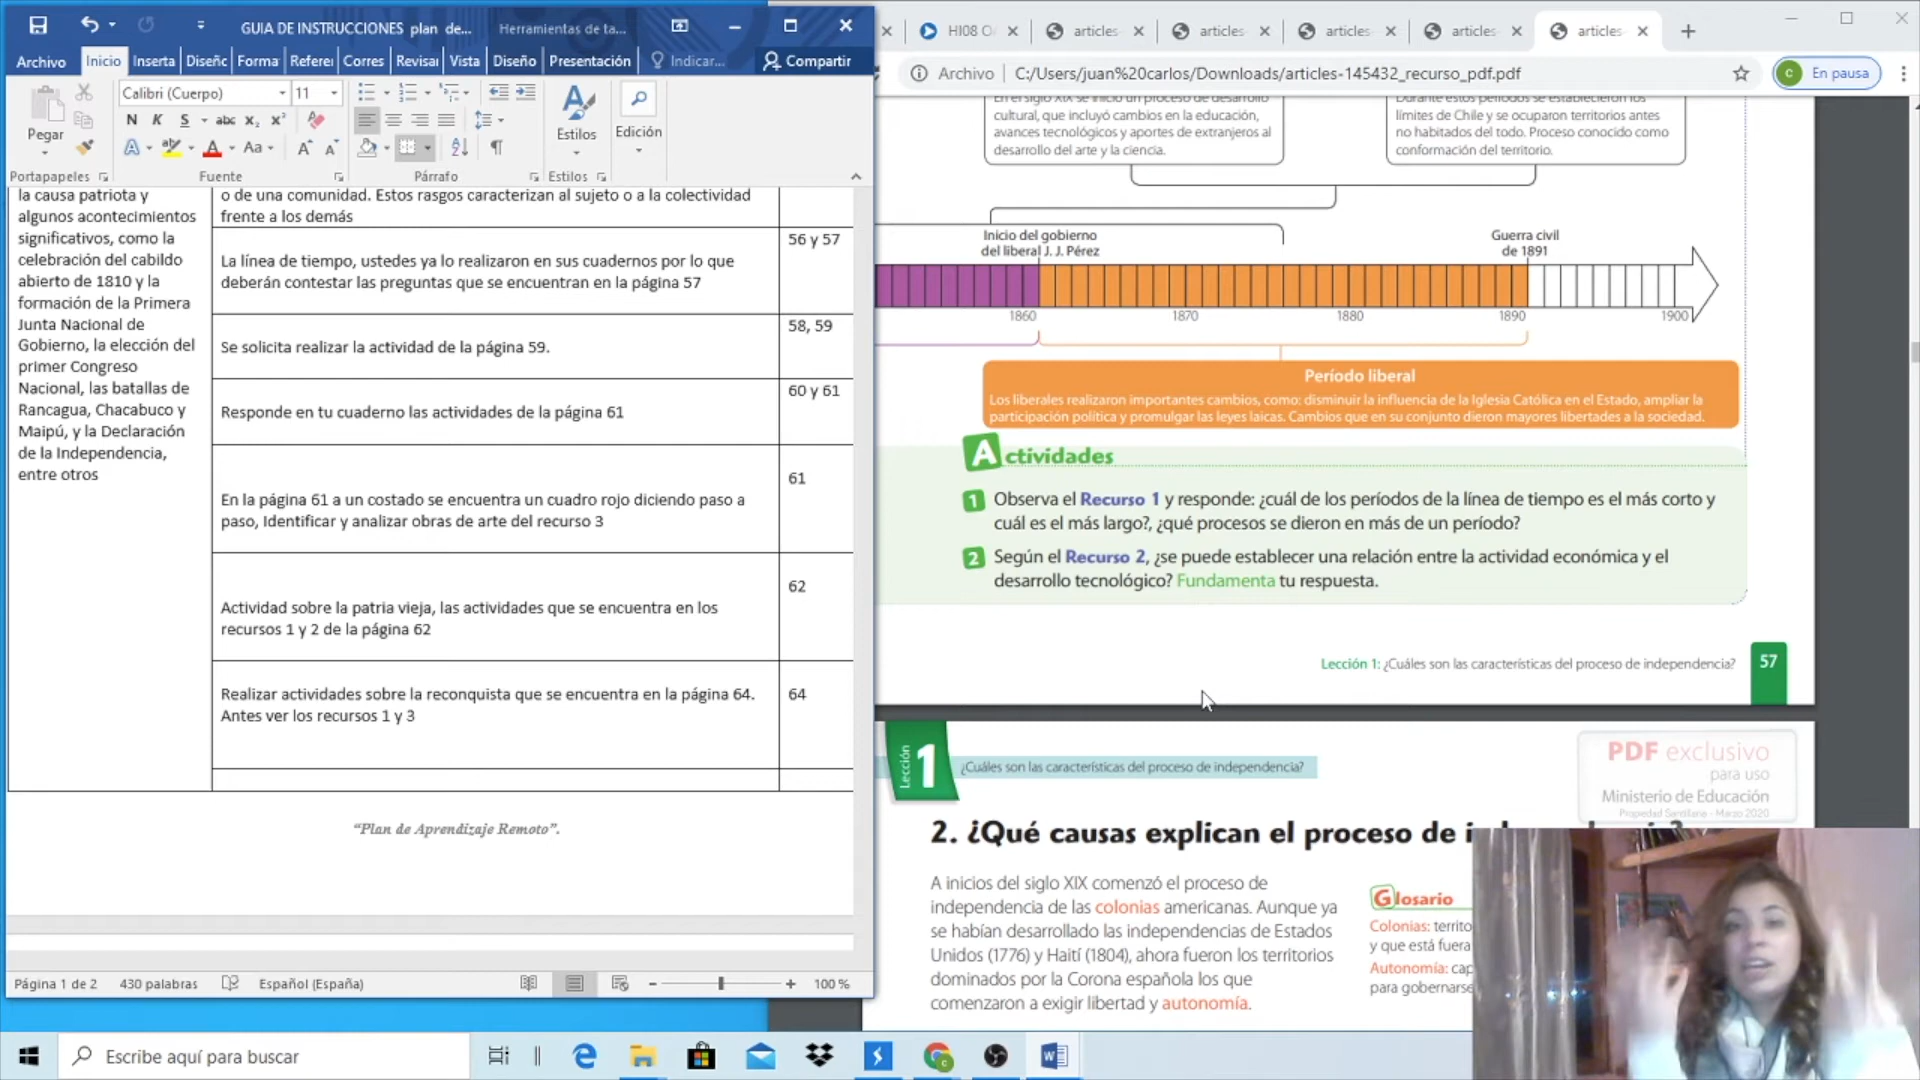 GUIA DE INSTRUCCIONES plan de...
Herramientas de ta...
Archivo
Inicio
Inserta
Diseñc
Forma
Referei
Corres
Revisai
Vista
Diseño
Presentación
Indicar...
Compartir
Calibri (Cuerpo)
11
N K S abc x₂ x²
Aa
Pegar
Estilos
Edición
Portapapeles
Fuente
Párrafo
Estilos
la causa patriota y
algunos acontecimientos
significativos, como la
celebración del cabildo
abierto de 1810 y la
formación de la Primera
Junta Nacional de
Gobierno, la elección del
primer Congreso
Nacional, las batallas de
Rancagua, Chacabuco y
Maipú, y la Declaración
de la Independencia,
entre otros
o de una comunidad. Estos rasgos caracterizan al sujeto o a la colectividad
frente a los demás
La línea de tiempo, ustedes ya lo realizaron en sus cuadernos por lo que
deberán contestar las preguntas que se encuentran en la página 57
56 y 57
Se solicita realizar la actividad de la página 59.
58, 59
Responde en tu cuaderno las actividades de la página 61
60 y 61
En la página 61 a un costado se encuentra un cuadro rojo diciendo paso a
paso, Identificar y analizar obras de arte del recurso 3
61
Actividad sobre la patria vieja, las actividades que se encuentra en los
recursos 1 y 2 de la página 62
62
Realizar actividades sobre la reconquista que se encuentra en la página 64.
Antes ver los recursos 1 y 3
64
“Plan de Aprendizaje Remoto”.
Página 1 de 2
430 palabras
Español (España)
100 %
HI08 O
articles-
articles-
articles-
articles-
articles-
Archivo
C:/Users/juan%20carlos/Downloads/articles-145432_recurso_pdf.pdf
c
En pausa
En el siglo XIX se inició un proceso de desarrollo
cultural, que incluyó cambios en la educación,
avances tecnológicos y aportes de extranjeros al
desarrollo del arte y la ciencia.
Durante estos períodos se establecieron los
límites de Chile y se ocuparon territorios antes
no habitados del todo. Proceso conocido como
conformación del territorio.
Inicio del gobierno
del liberal J. J. Pérez
Guerra civil
de 1891
1860
1870
1880
1890
1900
Período liberal
Los liberales realizaron importantes cambios, como: disminuir la influencia de la Iglesia Católica en el Estado, ampliar la
participación política y promulgar las leyes laicas. Cambios que en su conjunto dieron mayores libertades a la sociedad.
Actividades
1 Observa el Recurso 1 y responde: ¿cuál de los períodos de la línea de tiempo es el más corto y
cuál es el más largo?, ¿qué procesos se dieron en más de un período?
2 Según el Recurso 2, ¿se puede establecer una relación entre la actividad económica y el
desarrollo tecnológico? Fundamenta tu respuesta.
Lección 1: ¿Cuáles son las características del proceso de independencia?
57
Lección 1
¿Cuáles son las características del proceso de independencia?
PDF exclusivo
para uso
Ministerio de Educación
Propiedad Santillana - Marzo 2020
2. ¿Qué causas explican el proceso de
A inicios del siglo XIX comenzó el proceso de
independencia de las colonias americanas. Aunque ya
se habían desarrollado las independencias de Estados
Unidos (1776) y Haití (1804), ahora fueron los territorios
dominados por la Corona española los que
comenzaron a exigir libertad y autonomía.
Glosario
Colonias: territo
y que está fuera
Autonomía: cap
para gobernarse
Escribe aquí para buscar